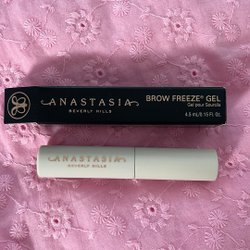 ANASTASIA
BEVERLY HILLS
BROW FREEZE® GEL
Gel pour Sourcils
4.5 mL/0.15 Fl. Oz.
ANASTASIA
BEVERLY HILLS